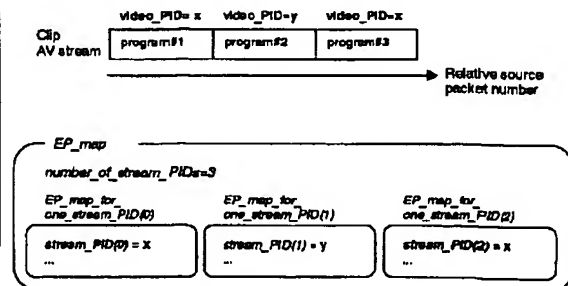 video_PID= x video_PID=y video_PID=x
Clip
AV stream
program#1 program#2 program#3
Relative source
packet number
EP_map
number_of_stream_PIDs=3
EP_map_for_
one_stream_PID(0)
EP_map_for_
one_stream_PID(1)
EP_map_for_
one_stream_PID(2)
stream_PID(0) = x
...
stream_PID(1) = y
...
stream_PID(2) = x
...